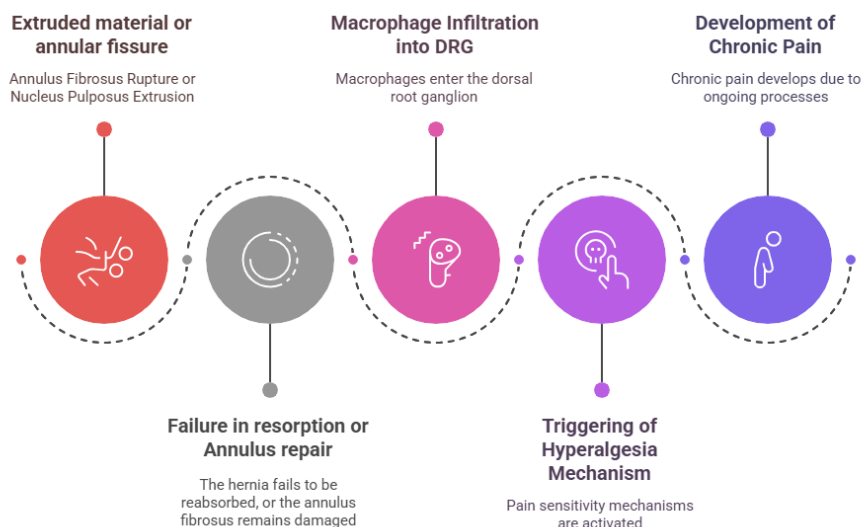 Extruded material or
annular fissure
Annulus Fibrosus Rupture or
Nucleus Pulposus Extrusion
Macrophage Infiltration
into DRG
Macrophages enter the dorsal
root ganglion
Development of
Chronic Pain
Chronic pain develops due to
ongoing processes
Failure in resorption or
Annulus repair
The hernia fails to be
reabsorbed, or the annulus
fibrosus remains damaged
Triggering of
Hyperalgesia
Mechanism
Pain sensitivity mechanisms
are activated